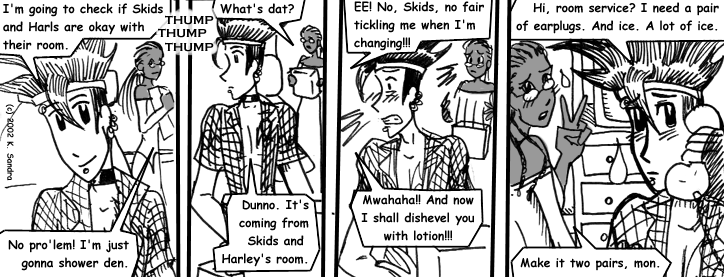 I'm going to check if Skids
and Harls are okay with
their room.
(c) 2002 K. Sandra
No pro'lem! I'm just
gonna shower den.
THUMP
THUMP
THUMP
What's dat?
Dunno. It's
coming from
Skids and
Harley's room.
EE! No, Skids, no fair
tickling me when I'm
changing!!!
Mwahaha!! And now
I shall dishevel you
with lotion!!!
Hi, room service? I need a pair
of earplugs. And ice. A lot of ice.
Make it two pairs, mon.